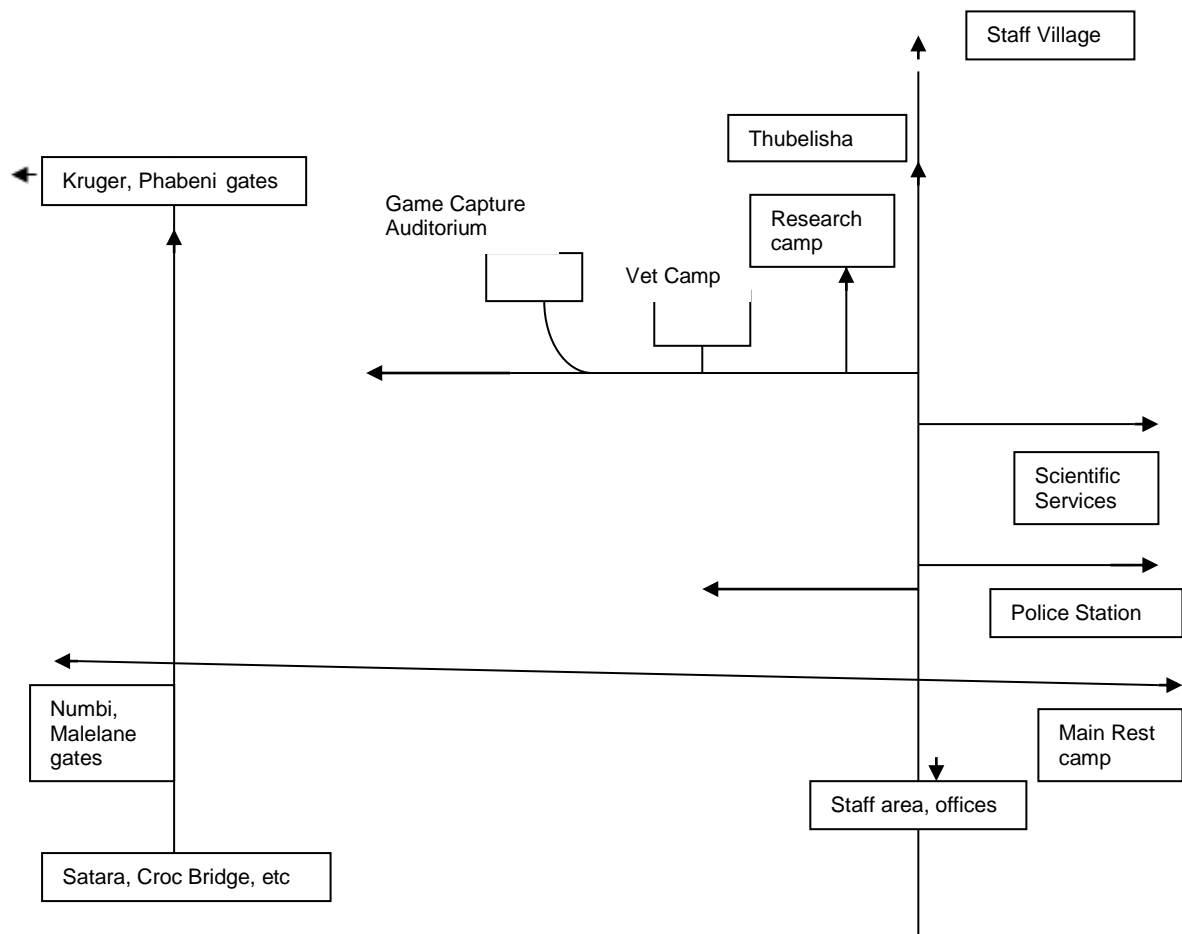 Staff Village
Thubelisha
Kruger, Phabeni gates
Game Capture
Auditorium
Research
camp
Vet Camp
Scientific
Services
Police Station
Numbi,
Malelane
gates
Main Rest
camp
Staff area, offices
Satara, Croc Bridge, etc